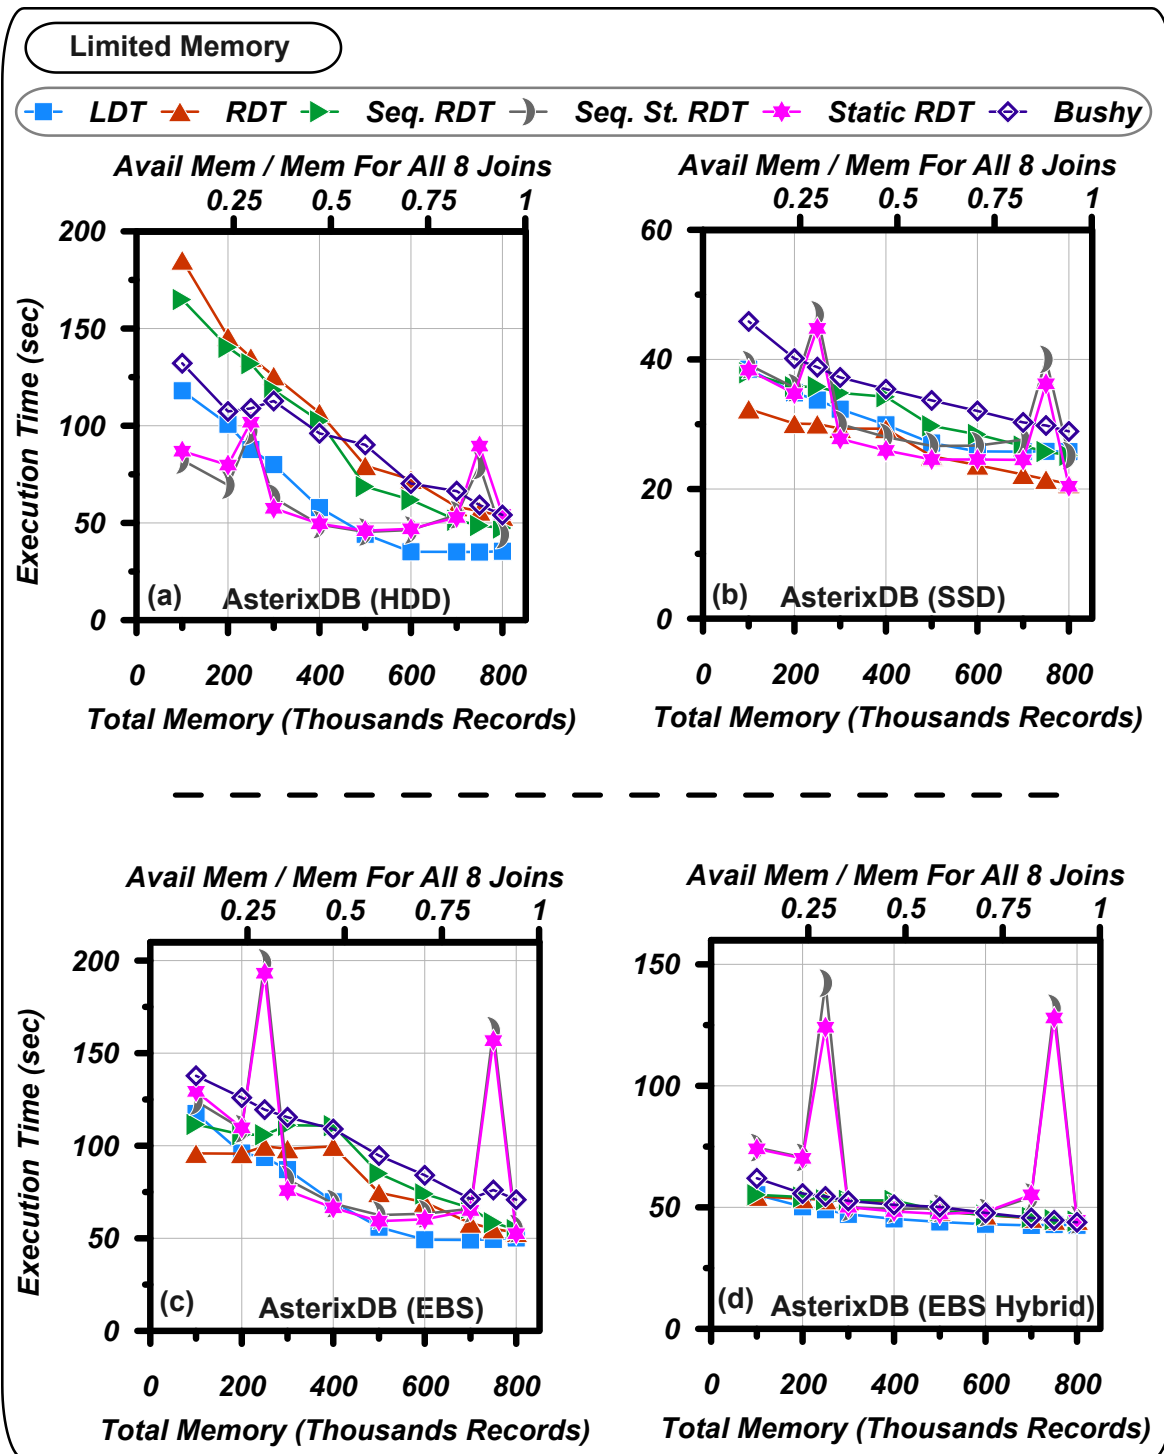 Limited Memory
LDT RDT Seq. RDT Seq. St. RDT Static RDT Bushy
Avail Mem / Mem For All 8 Joins
0.25 0.5 0.75 1
200
150
100
50
0
Execution Time (sec)
(a) AsterixDB (HDD)
0 200 400 600 800
Total Memory (Thousands Records)
Avail Mem / Mem For All 8 Joins
0.25 0.5 0.75 1
60
40
20
0
(b) AsterixDB (SSD)
0 200 400 600 800
Total Memory (Thousands Records)
Avail Mem / Mem For All 8 Joins
0.25 0.5 0.75 1
200
150
100
50
0
Execution Time (sec)
(c) AsterixDB (EBS)
0 200 400 600 800
Total Memory (Thousands Records)
Avail Mem / Mem For All 8 Joins
0.25 0.5 0.75 1
150
100
50
0
(d) AsterixDB (EBS Hybrid)
0 200 400 600 800
Total Memory (Thousands Records)